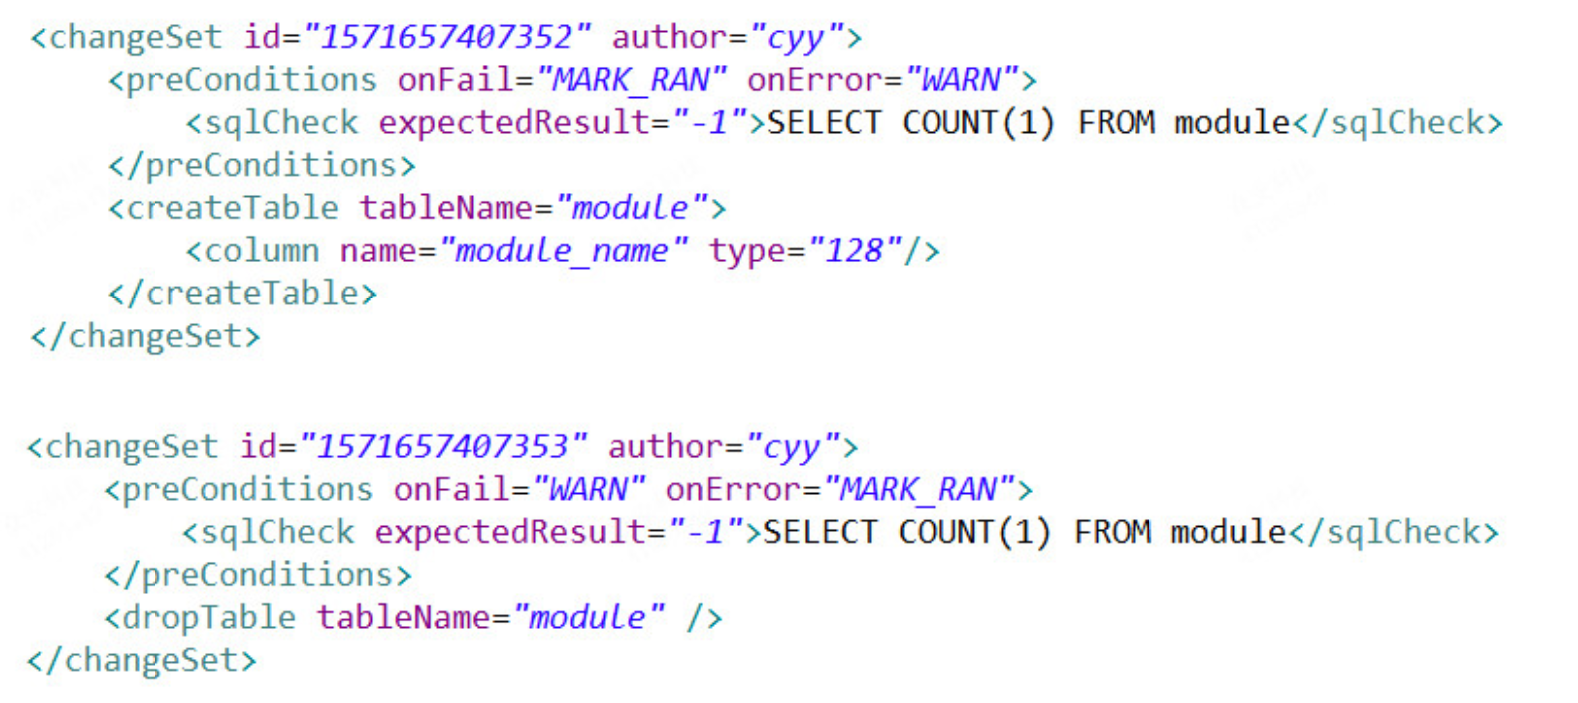 <changeSet id="1571657407352" author="cyy">
    <preConditions onFail="MARK_RAN" onError="WARN">
        <sqlCheck expectedResult="-1">SELECT COUNT(1) FROM module</sqlCheck>
    </preConditions>
    <createTable tableName="module">
        <column name="module_name" type="128"/>
    </createTable>
</changeSet>
<changeSet id="1571657407353" author="cyy">
    <preConditions onFail="WARN" onError="MARK_RAN">
        <sqlCheck expectedResult="-1">SELECT COUNT(1) FROM module</sqlCheck>
    </preConditions>
    <dropTable tableName="module" />
</changeSet>